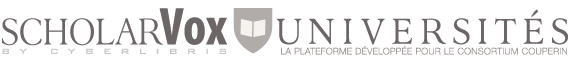 SCHOLARVOX UNIVERSITÉS
BY CYBERLIBRIS LA PLATEFORME DÉVELOPPÉE POUR LE CONSORTIUM COUPERIN